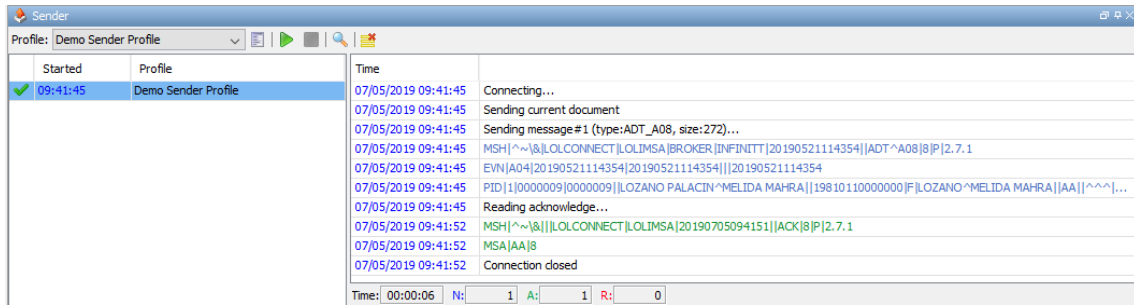 Sender
Profile: Demo Sender Profile
Started Profile
09:41:45 Demo Sender Profile
Time
07/05/2019 09:41:45 Connecting...
07/05/2019 09:41:45 Sending current document
07/05/2019 09:41:45 Sending message#1 (type:ADT_A08, size:272)...
07/05/2019 09:41:45 MSH|^~\&|LOLCONNECT|LOLIMSA|BROKER|INFINITT|20190521114354||ADT^A08|8|P|2.7.1
07/05/2019 09:41:45 EVN|A04|20190521114354|20190521114354|||20190521114354
07/05/2019 09:41:45 PID|1|0000009|0000009||LOZANO PALACIN^MELIDA MAHRA||19810110000000|F|LOZANO^MELIDA MAHRA||AA||^^^|...
07/05/2019 09:41:45 Reading acknowledge...
07/05/2019 09:41:52 MSH|^~\&|||LOLCONNECT|LOLIMSA|20190705094151||ACK|8|P|2.7.1
07/05/2019 09:41:52 MSA|AA|8
07/05/2019 09:41:52 Connection closed
Time: 00:00:06 N: 1 A: 1 R: 0